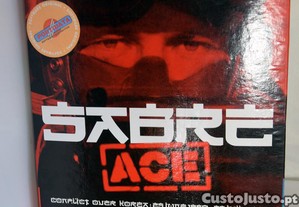 SABRE
ACE
CONFLICT OVER KOREA
CustoJusto.pt